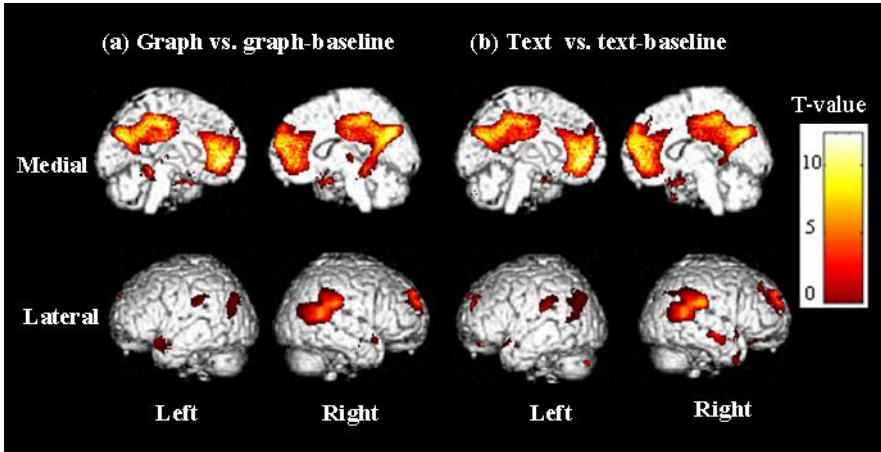 (a) Graph vs. graph-baseline
(b) Text vs. text-baseline
T-value
Medial
10
5
0
Lateral
Left
Right
Left
Right